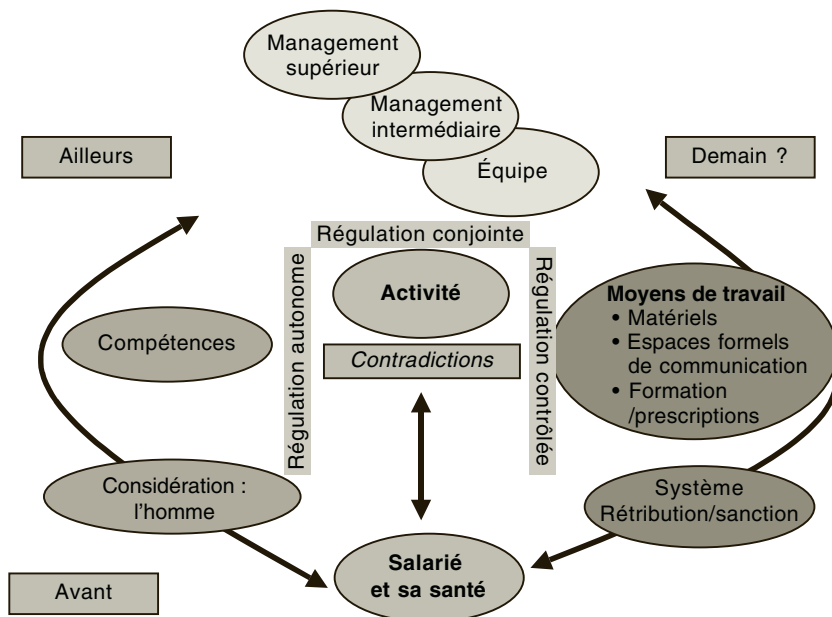 Management
supérieur
Management
intermédiaire
Équipe
Ailleurs
Demain ?
Régulation conjointe
Régulation autonome
Activité
Contradictions
Régulation contrôlée
Compétences
Moyens de travail
• Matériels
• Espaces formels
de communication
• Formation
/prescriptions
Considération :
l'homme
Système
Rétribution/sanction
Salarié
et sa santé
Avant